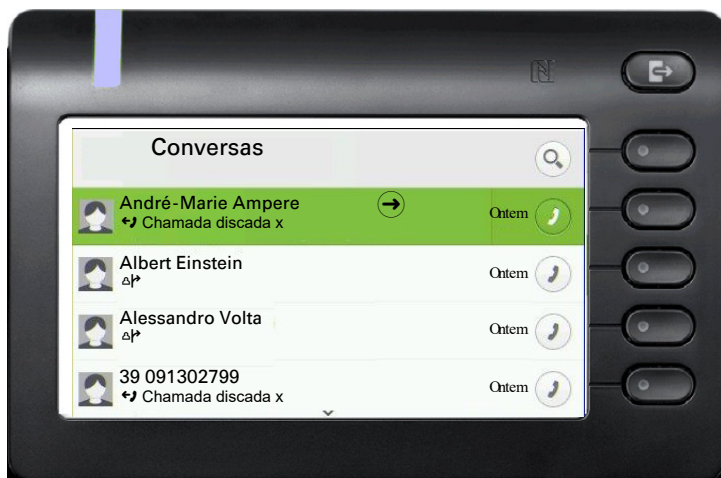 Conversas
André-Marie Ampere
Chamada discada x
Ontem
Albert Einstein
Ontem
Alessandro Volta
Ontem
39 091302799
Chamada discada x
Ontem